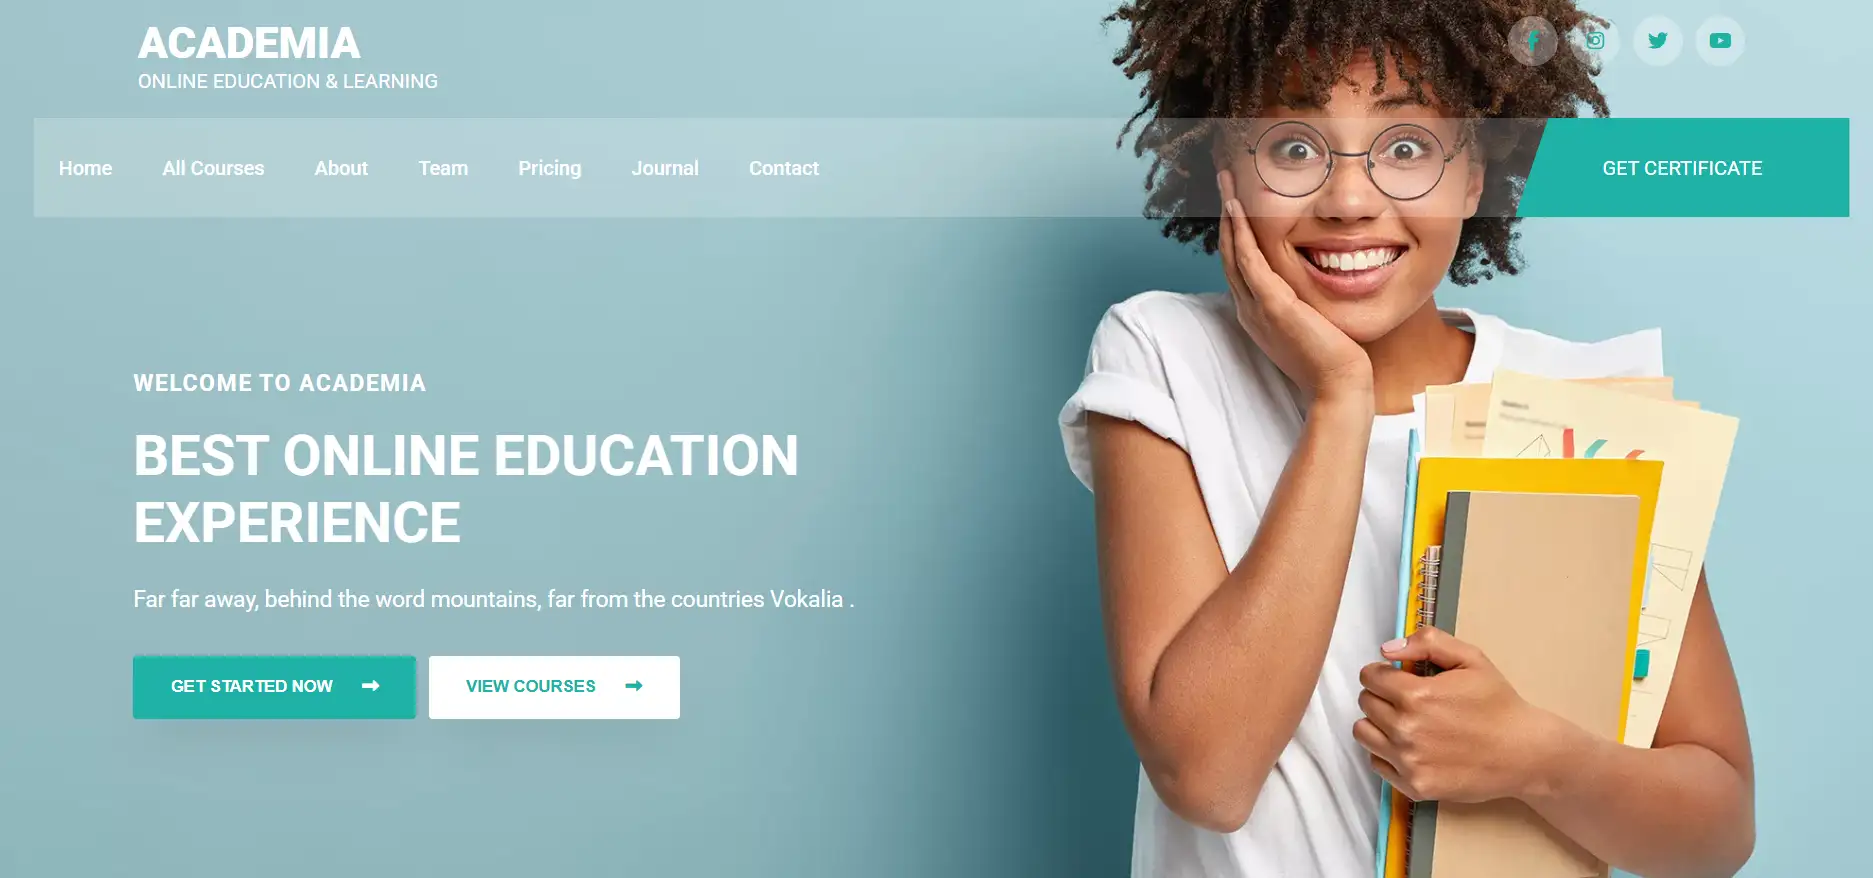 ACADEMIA
ONLINE EDUCATION & LEARNING
Home All Courses About Team Pricing Journal Contact GET CERTIFICATE
WELCOME TO ACADEMIA
BEST ONLINE EDUCATION
EXPERIENCE
Far far away, behind the word mountains, far from the countries Vokalia .
GET STARTED NOW VIEW COURSES